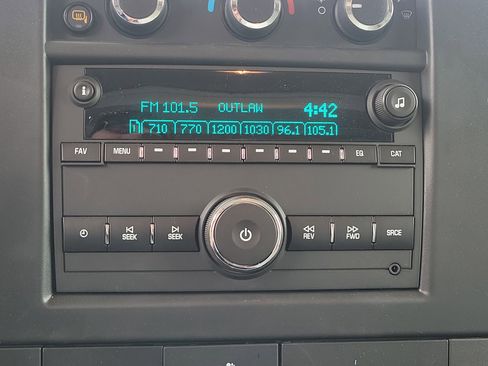 FM 101.5 OUTLAW 4:42
1 710 770 1200 1030 96.1 105.1
FAV MENU EQ CAT
SEEK SEEK REV FWD SRCE